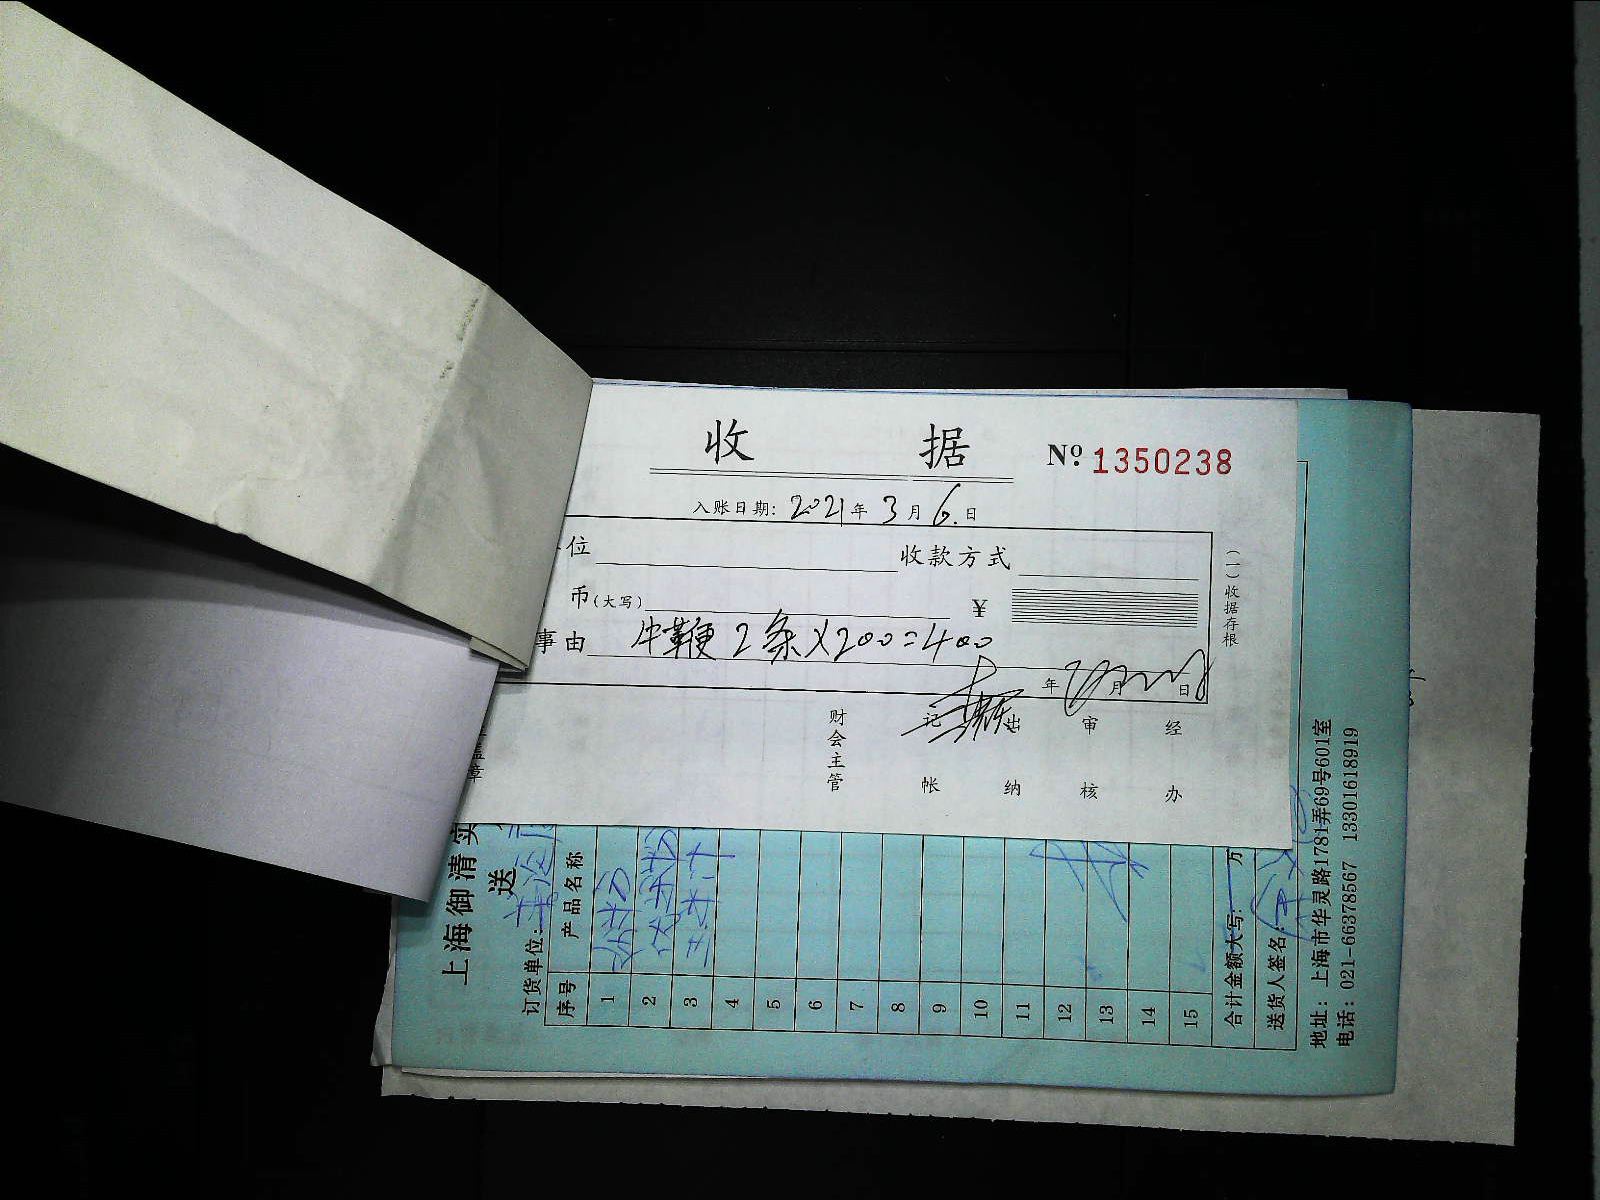 收 据 № 1350238
入账日期: 2021年 3月 6日
位 收款方式
币(大写) ¥
事由 牛鞭 2条×200=400
年 月 日
(一)收据存根
财会主管 记帐 出纳 审核 经办
盖章
上海御清实
送
订货单位:
序号 产品名称
1
2
3
4
5
6
7
8
9
10
11
12
13
14
15
合计金额大写: 万
送货人签名:
地址: 上海市华灵路1781弄69号601室
电话: 021-66378567 13301618919